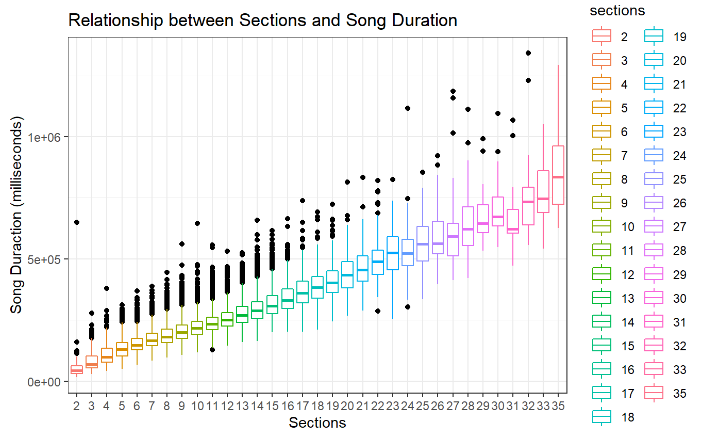 Relationship between Sections and Song Duration
Song Duraction (milliseconds)
1e+06
5e+05
0e+00
2 3 4 5 6 7 8 9 10 11 12 13 14 15 16 17 18 19 20 21 22 23 24 25 26 27 28 29 30 31 32 33 35
Sections
sections
2 19
3 20
4 21
5 22
6 23
7 24
8 25
9 26
10 27
11 28
12 29
13 30
14 31
15 32
16 33
17 35
18